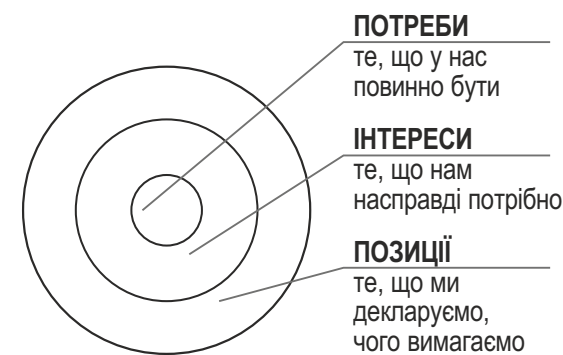 ПОТРЕБИ
те, що у нас
повинно бути
ІНТЕРЕСИ
те, що нам
насправді потрібно
ПОЗИЦІЇ
те, що ми
декларуємо,
чого вимагаємо